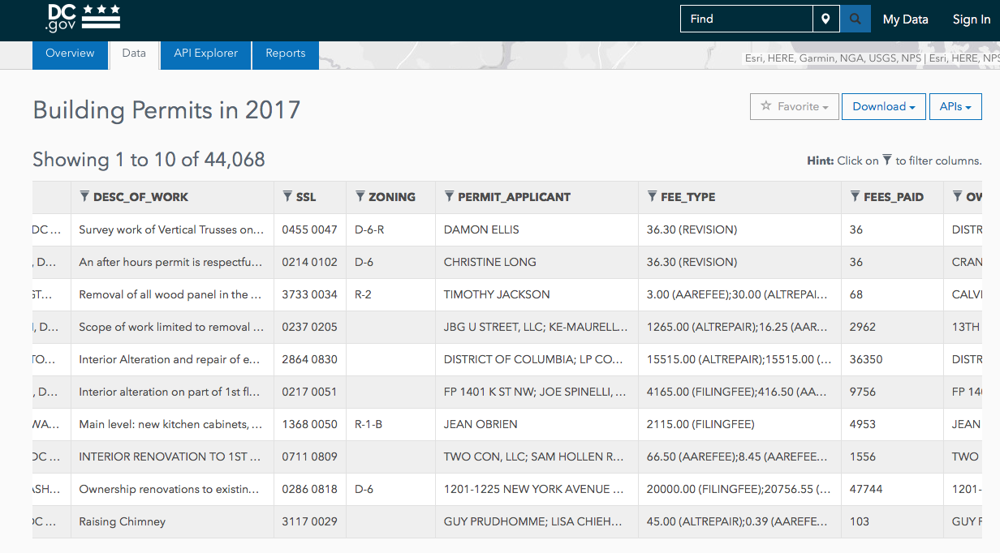 DC
.gov
Find
My Data
Sign In
Overview
Data
API Explorer
Reports
Esri, HERE, Garmin, NGA, USGS, NPS | Esri, HERE, NPS
Building Permits in 2017
Favorite
Download
APIs
Showing 1 to 10 of 44,068
Hint: Click on to filter columns.
DESC_OF_WORK SSL ZONING PERMIT_APPLICANT FEE_TYPE FEES_PAID OW
DC ... Survey work of Vertical Trusses on... 0455 0047 D-6-R DAMON ELLIS 36.30 (REVISION) 36 DISTR
, D... An after hours permit is respectfu... 0214 0102 D-6 CHRISTINE LONG 36.30 (REVISION) 36 CRAN
GT... Removal of all wood panel in the ... 3733 0034 R-2 TIMOTHY JACKSON 3.00 (AAREFEE);30.00 (ALTREPAI... 68 CALV
, D... Scope of work limited to removal ... 0237 0205 JBG U STREET, LLC; KE-MAURELL... 1265.00 (ALTREPAIR);16.25 (AAR... 2962 13TH
TO... Interior Alteration and repair of e... 2864 0830 DISTRICT OF COLUMBIA; LP CO... 15515.00 (ALTREPAIR);15515.00 (... 36350 DISTR
, D... Interior alteration on part of 1st fl... 0217 0051 FP 1401 K ST NW; JOE SPINELLI, ... 4165.00 (FILINGFEE);416.50 (AA... 9756 FP 14
WA... Main level: new kitchen cabinets, ... 1368 0050 R-1-B JEAN OBRIEN 2115.00 (FILINGFEE) 4953 JEAN
DC ... INTERIOR RENOVATION TO 1ST ... 0711 0809 TWO CON, LLC; SAM HOLLEN R... 66.50 (AAREFEE);8.45 (AAREFEE... 1556 TWO
ASH... Ownership renovations to existin... 0286 0818 D-6 1201-1225 NEW YORK AVENUE ... 20000.00 (FILINGFEE);20756.55 (... 47744 1201-
DC ... Raising Chimney 3117 0029 GUY PRUDHOMME; LISA CHIEH... 45.00 (ALTREPAIR);0.39 (AAREFE... 103 GUY